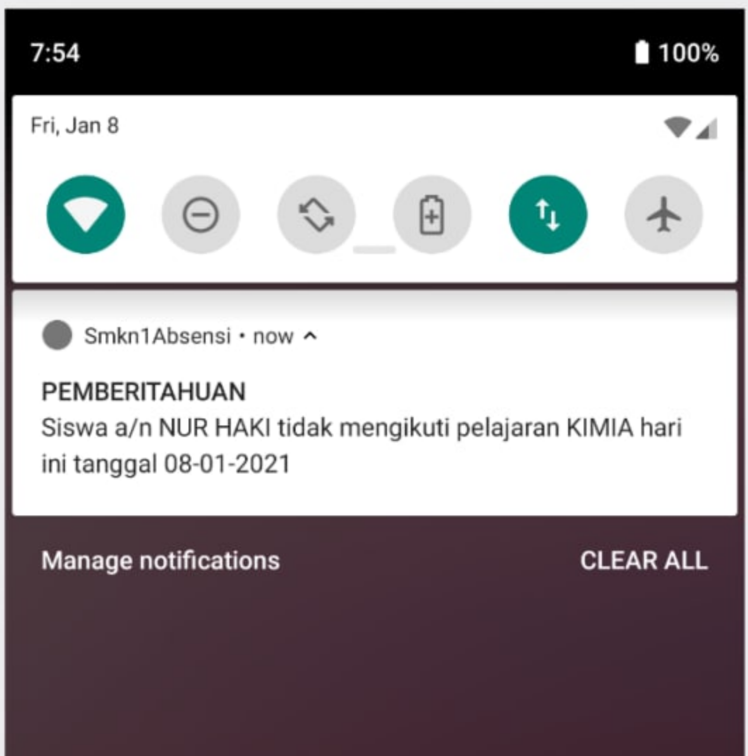 7:54 100%
Fri, Jan 8
Smkn1Absensi • now
PEMBERITAHUAN
Siswa a/n NUR HAKI tidak mengikuti pelajaran KIMIA hari
ini tanggal 08-01-2021
Manage notifications CLEAR ALL